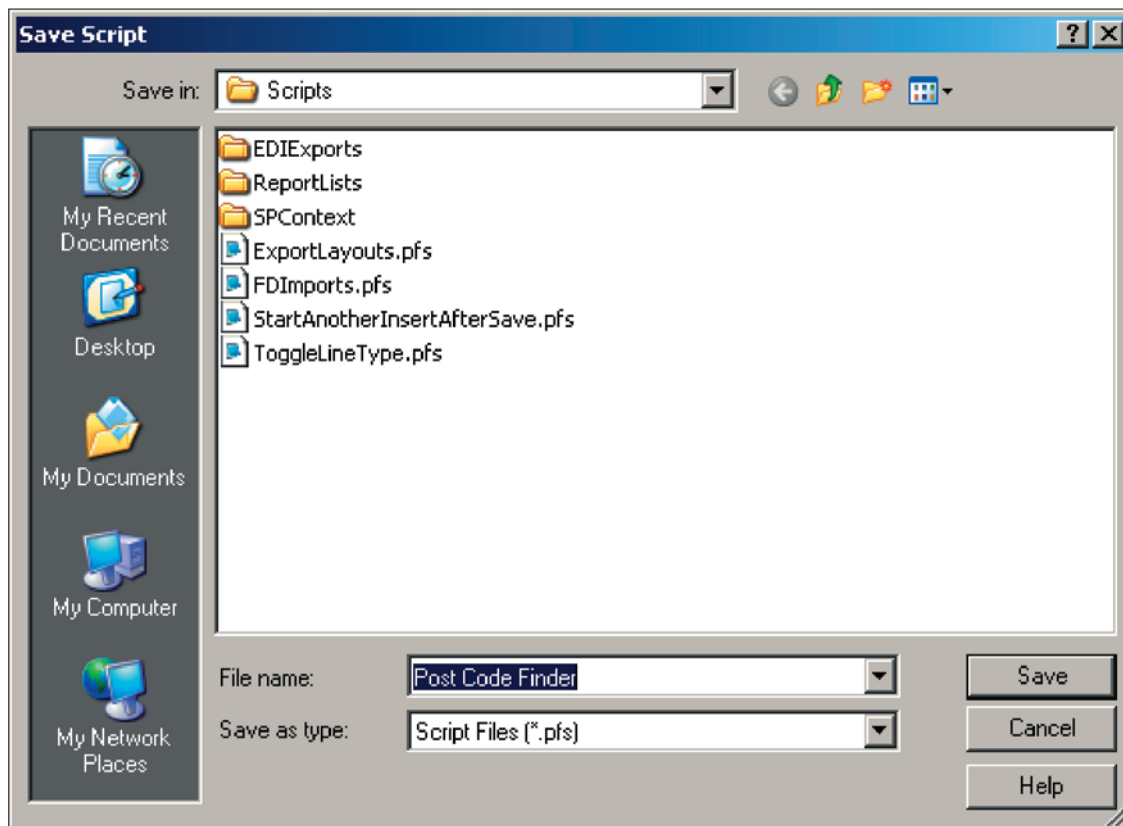 Save Script
Save in:
Scripts
My Recent
Documents
Desktop
My Documents
My Computer
My Network
Places
EDIExports
ReportLists
SPContext
ExportLayouts.pfs
FDImports.pfs
StartAnotherInsertAfterSave.pfs
ToggleLineType.pfs
File name:
Post Code Finder
Save
Save as type:
Script Files (*.pfs)
Cancel
Help